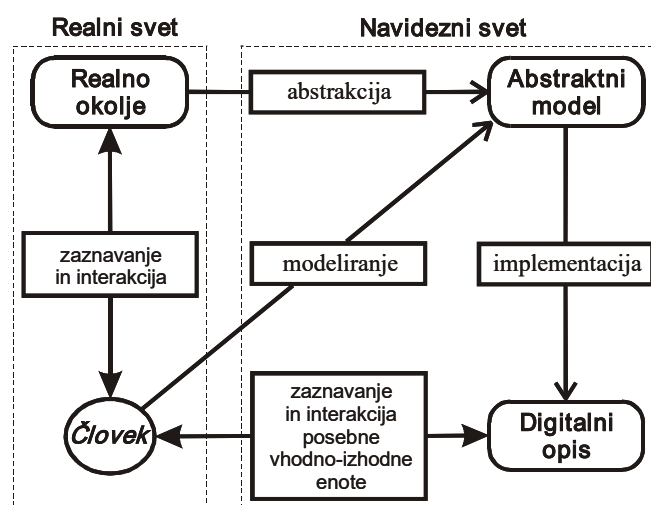 Realni svet
Navidezni svet
Realno
okolje
abstrakcija
Abstraktni
model
zaznavanje
in interakcija
modeliranje
implementacija
Človek
zaznavanje
in interakcija
posebne
vhodno-izhodne
enote
Digitalni
opis